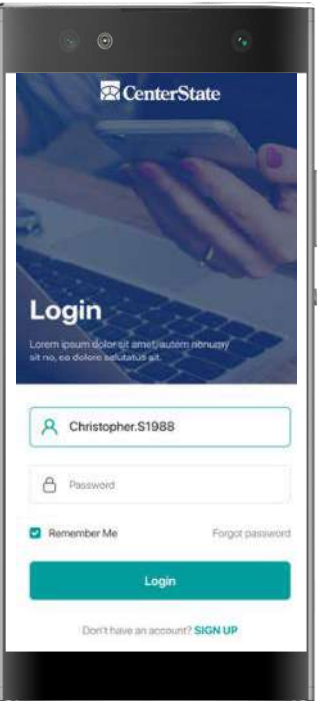 CenterState
Login
Lorem ipsum dolor sit amet, autem nonumy
sit no, ea dolore salutatus sit.
Christopher.S1988
Password
Remember Me Forgot password
Login
Don't have an account? SIGN UP